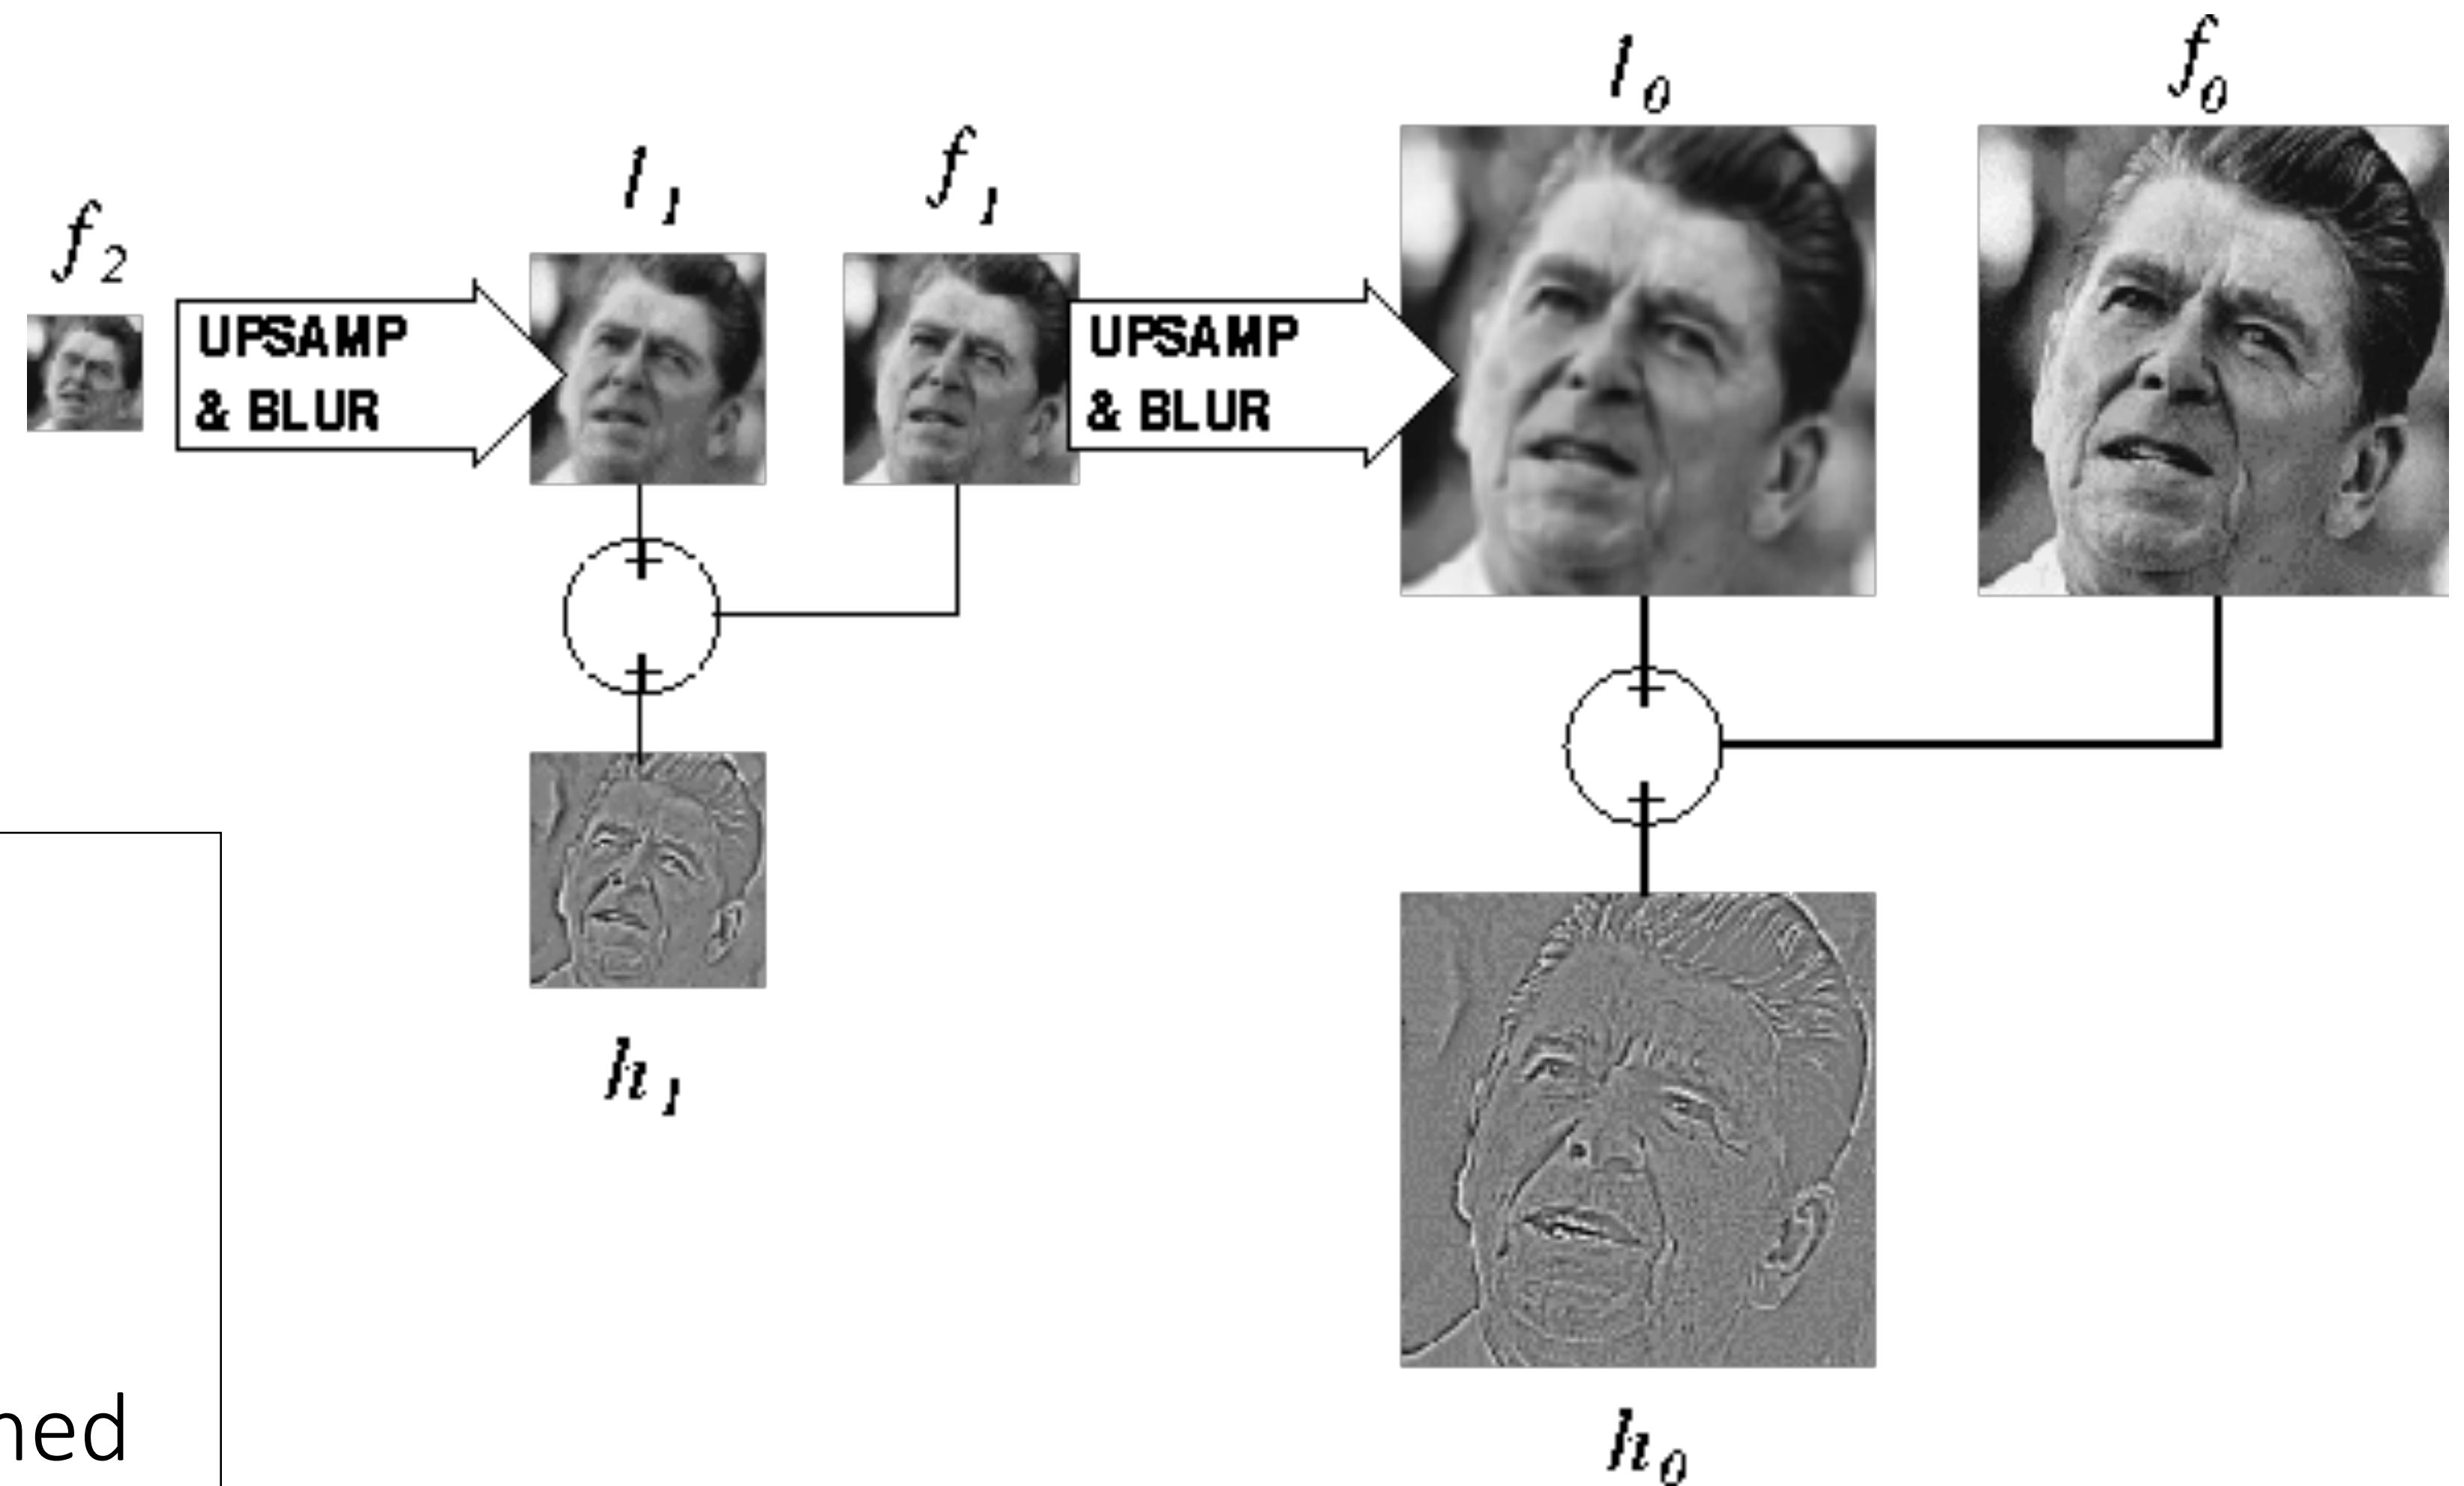 l0
f0
l1
f1
f2
UPSAMP
& BLUR
UPSAMP
& BLUR
+
+
+
+
h1
ned
h0